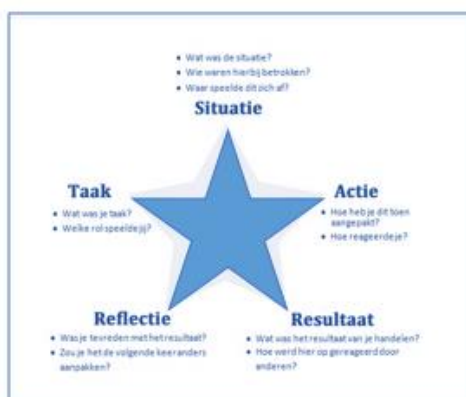 • Wat was de situatie?
• Wie waren hierbij betrokken?
• Waar speelde dit zich af?
Situatie
Taak
• Wat was je taak?
• Welke rol speelde jij?
Actie
• Hoe heb je dit toen
aangepakt?
• Hoe reageerde je?
Reflectie
• Was je tevreden met het resultaat?
• Zou je het de volgende keer anders
aanpakken?
Resultaat
• Wat was het resultaat van je handelen?
• Hoe werd hier op gereageerd door
anderen?